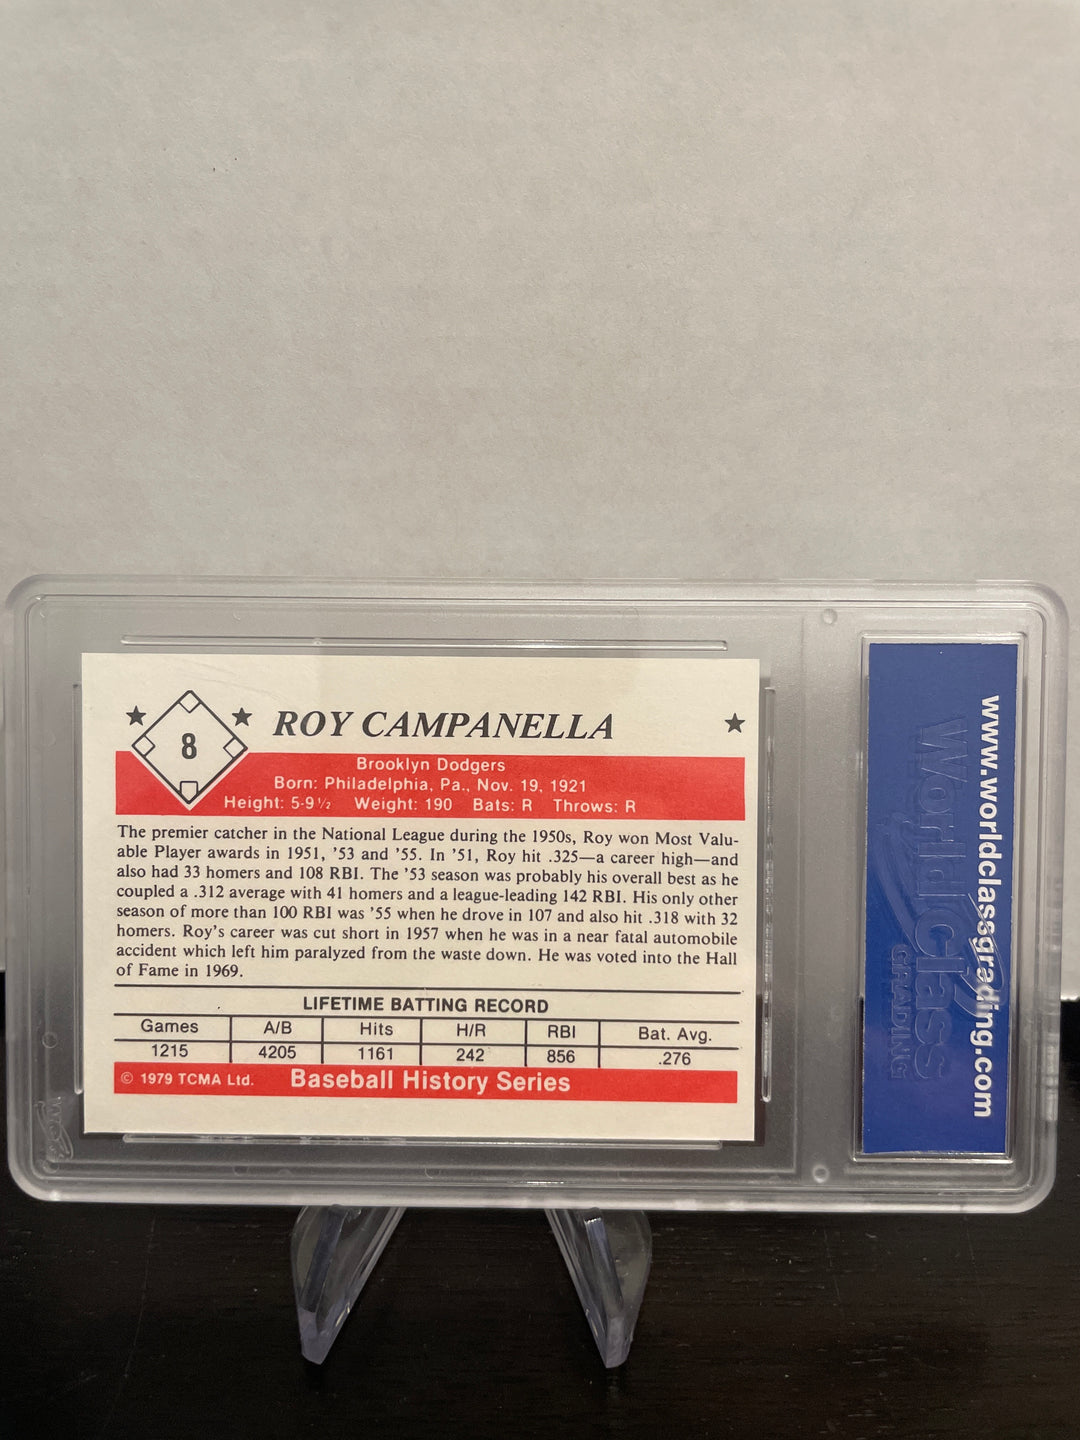 8
ROY CAMPANELLA
Brooklyn Dodgers
Born: Philadelphia, Pa., Nov. 19, 1921
Height: 5-9½ Weight: 190 Bats: R Throws: R
The premier catcher in the National League during the 1950s, Roy won Most Valu-
able Player awards in 1951, '53 and '55. In '51, Roy hit .325—a career high—and
also had 33 homers and 108 RBI. The '53 season was probably his overall best as he
coupled a .312 average with 41 homers and a league-leading 142 RBI. His only other
season of more than 100 RBI was '55 when he drove in 107 and also hit .318 with 32
homers. Roy's career was cut short in 1957 when he was in a near fatal automobile
accident which left him paralyzed from the waste down. He was voted into the Hall
of Fame in 1969.
LIFETIME BATTING RECORD
Games A/B Hits H/R RBI Bat. Avg.
1215 4205 1161 242 856 .276
© 1979 TCMA Ltd. Baseball History Series
www.worldclassgrading.com
World Class
GRADING